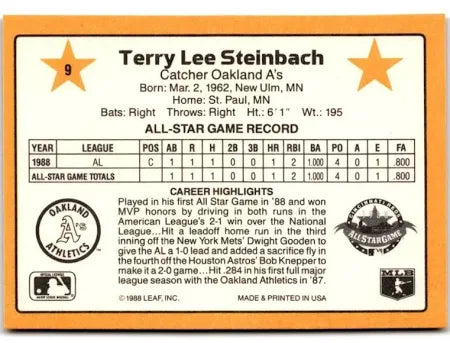 9
Terry Lee Steinbach
Catcher Oakland A's
Born: Mar. 2, 1962, New Ulm, MN
Home: St. Paul, MN
Bats: Right Throws: Right Ht.: 6'1" Wt.: 195
ALL-STAR GAME RECORD
YEAR LEAGUE POS AB R H 2B 3B HR RBI BA PO A E FA
1988 AL C 1 1 1 0 0 1 2 1.000 4 0 1 .800
ALL-STAR GAME TOTALS 1 1 1 0 0 1 2 1.000 4 0 1 .800
CAREER HIGHLIGHTS
Played in his first All Star Game in '88 and won
MVP honors by driving in both runs in the
American League's 2-1 win over the National
League...Hit a leadoff home run in the third
inning off the New York Mets' Dwight Gooden to
give the AL a 1-0 lead and added a sacrifice fly in
the fourth off the Houston Astros' Bob Knepper to
make it a 2-0 game...Hit .284 in his first full major
league season with the Oakland Athletics in '87.
OAKLAND
A's
ATHLETICS
CINCINNATI REDS
ALL STAR GAME
MLB
© 1988 LEAF, INC. MADE & PRINTED IN USA